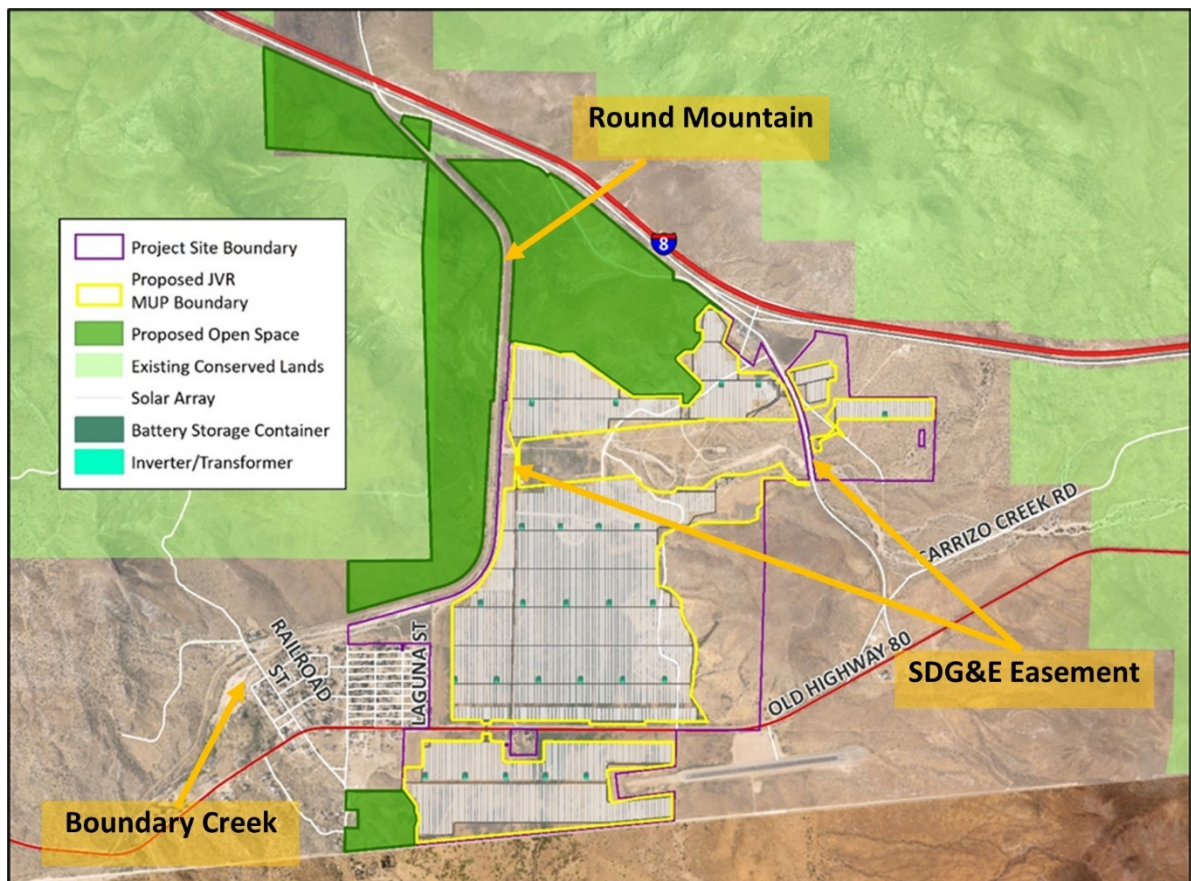 Round Mountain
8
Project Site Boundary
Proposed JVR
MUP Boundary
Proposed Open Space
Existing Conserved Lands
Solar Array
Battery Storage Container
Inverter/Transformer
CARRIZO CREEK RD
RAILROAD
ST
LAGUNA ST
OLD HIGHWAY 80
SDG&E Easement
Boundary Creek